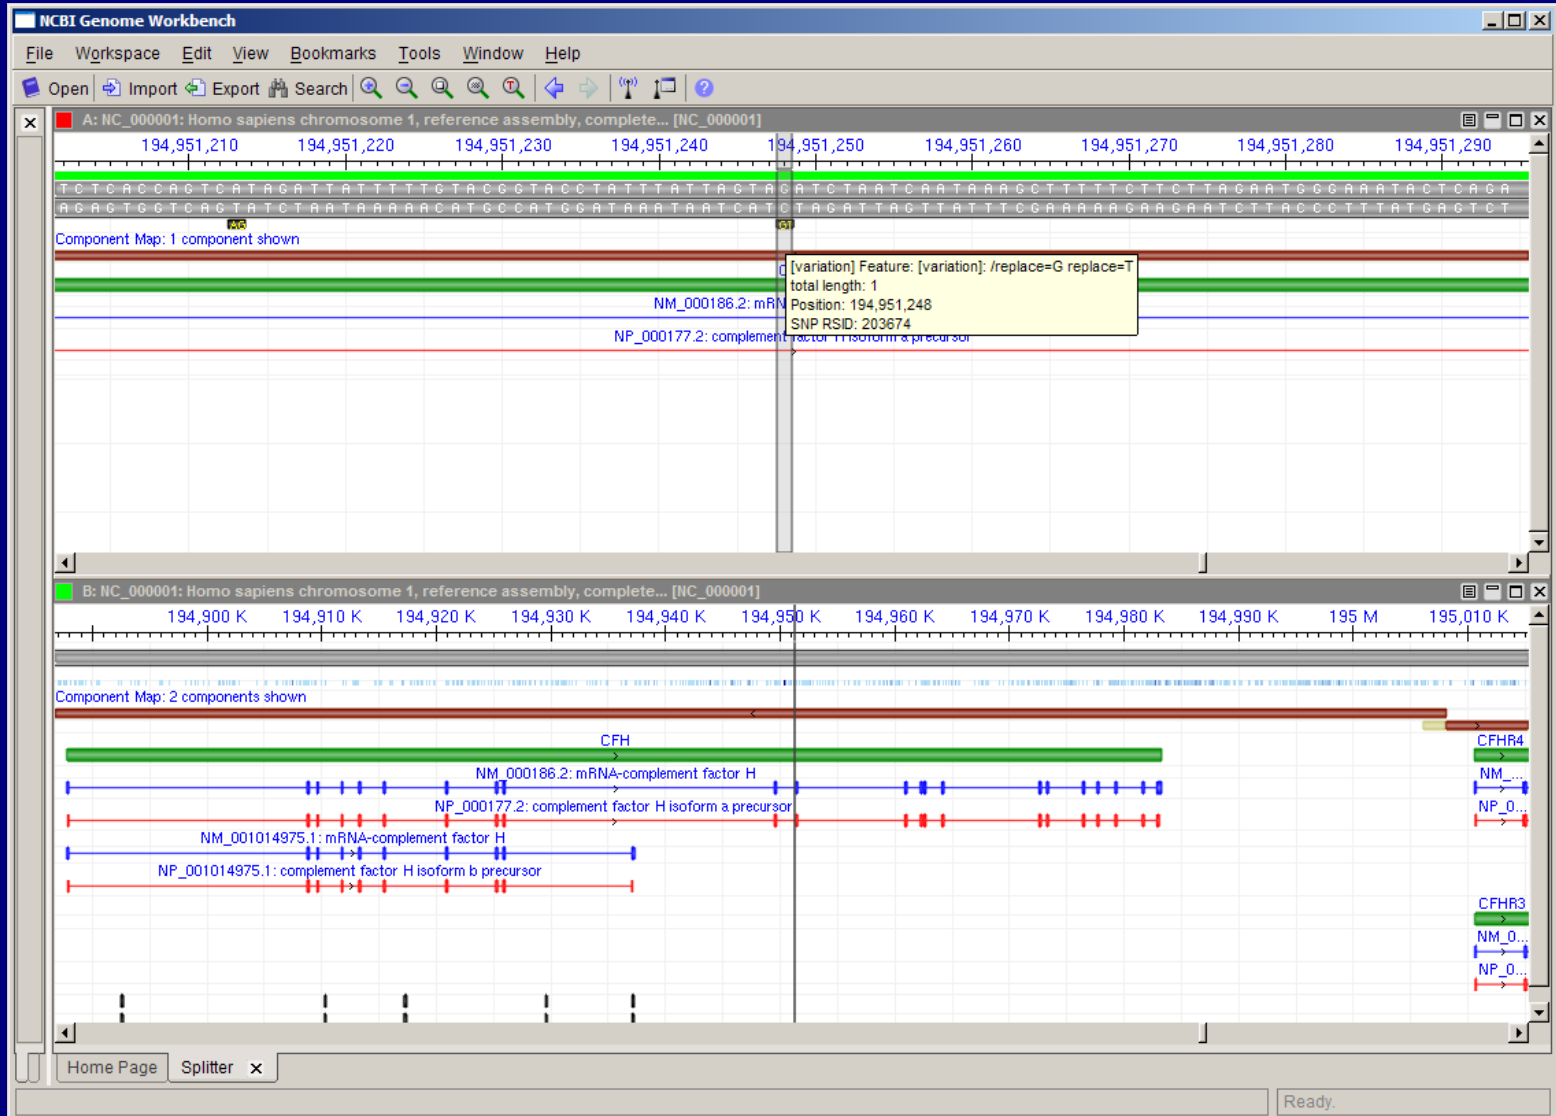 NCBI Genome Workbench
File Workspace Edit View Bookmarks Tools Window Help
Open Import Export Search
A: NC_000001: Homo sapiens chromosome 1, reference assembly, complete... [NC_000001]
194,951,210 194,951,220 194,951,230 194,951,240 194,951,250 194,951,260 194,951,270 194,951,280 194,951,290
TCTCACCAGTCATAGATTATTTTTGTACGGTACCTATTTATTAGTAGATCTAATCAATAAAGCTTTTTCTTCTTAGAATGGGAAATACTCAGA
AGAGTGGTCAGTATCTAATAAAAACATGCCATGGATAAATAATCATCTAGATTAGTTATTTCGAAAAAGAAGAATCTTACCCTTTATGAGTCT
AG GT
Component Map: 1 component shown
[variation] Feature: [variation]: /replace=G replace=T
total length: 1
NM_000186.2: mRN
Position: 194,951,248
SNP RSID: 203674
NP_000177.2: complement factor H isoform a precursor
B: NC_000001: Homo sapiens chromosome 1, reference assembly, complete... [NC_000001]
194,900 K 194,910 K 194,920 K 194,930 K 194,940 K 194,950 K 194,960 K 194,970 K 194,980 K 194,990 K 195 M 195,010 K
Component Map: 2 components shown
CFH CFHR4
NM_000186.2: mRNA-complement factor H NM_...
NP_000177.2: complement factor H isoform a precursor NP_0...
NM_001014975.1: mRNA-complement factor H
NP_001014975.1: complement factor H isoform b precursor
CFHR3
NM_0...
NP_0...
Home Page Splitter
Ready.